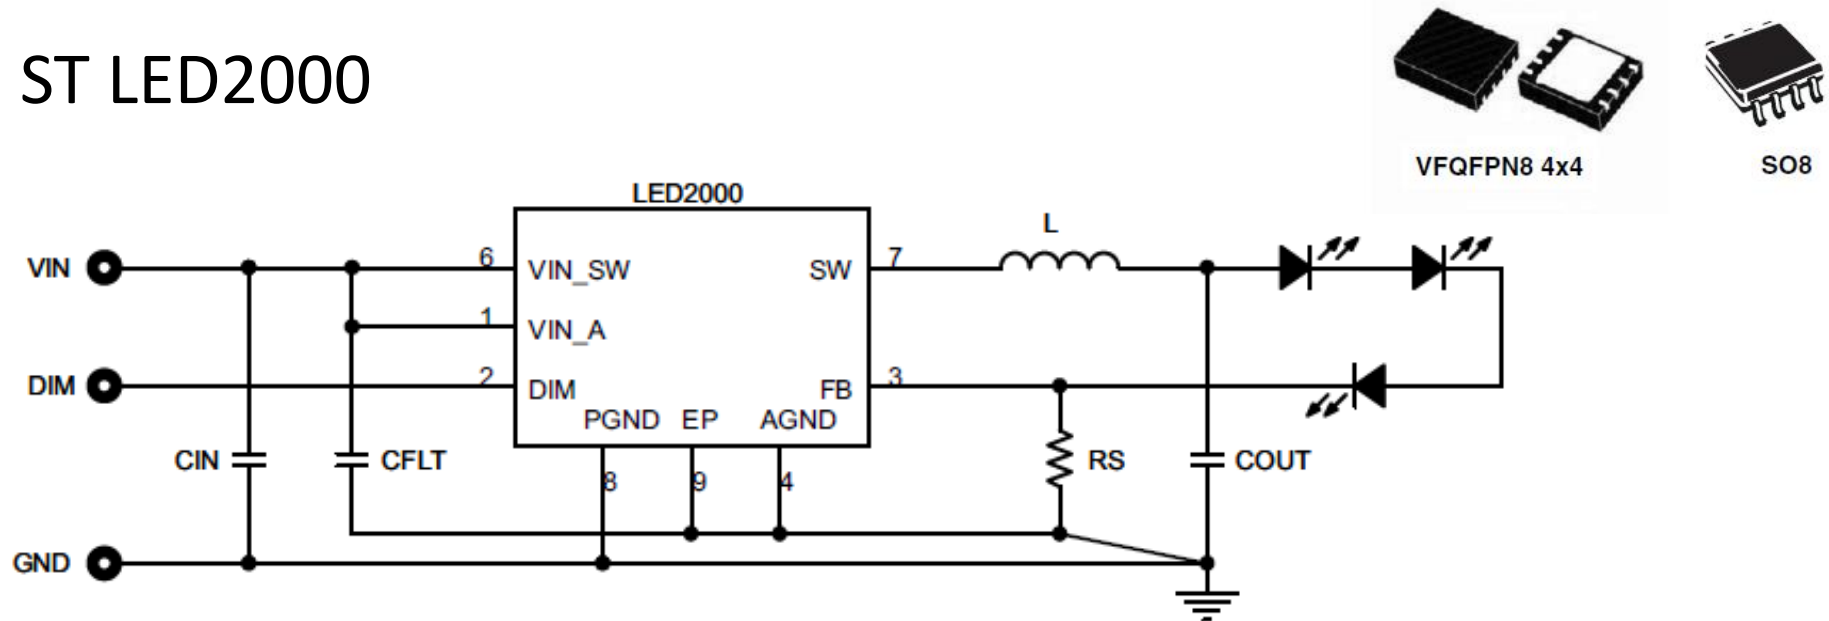 ST LED2000
VFQFPN8 4x4
SO8
LED2000
L
VIN
6
VIN_SW
SW
7
1
VIN_A
DIM
2
DIM
FB
3
PGND
EP
AGND
CIN
CFLT
8
9
4
RS
COUT
GND